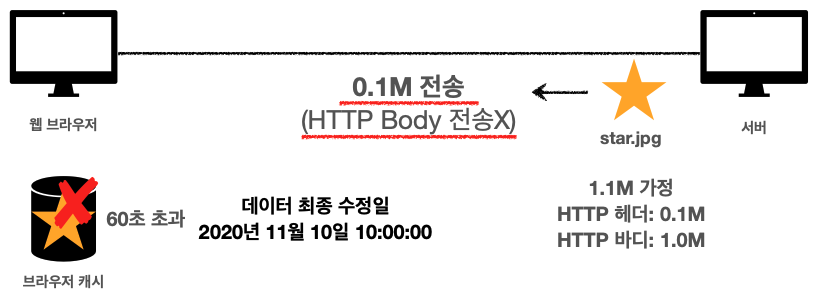 0.1M 전송
(HTTP Body 전송X)
웹 브라우저
star.jpg
서버
60초 초과
데이터 최종 수정일
2020년 11월 10일 10:00:00
1.1M 가정
HTTP 헤더: 0.1M
HTTP 바디: 1.0M
브라우저 캐시